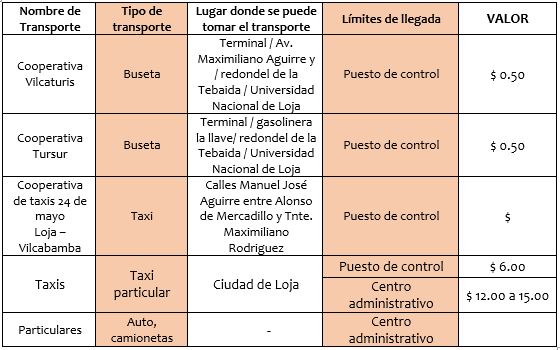 Nombre de
Transporte
Tipo de
transporte
Lugar donde se puede
tomar el transporte
Límites de llegada
VALOR
Cooperativa
Vilcaturis
Buseta
Terminal / Av.
Maximiliano Aguirre y
/ redondel de la
Tebaida / Universidad
Nacional de Loja
Puesto de control
$ 0.50
Cooperativa
Tursur
Buseta
Terminal / gasolinera
la llave/ redondel de la
Tebaida / Universidad
Nacional de Loja
Puesto de control
$ 0.50
Cooperativa
de taxis 24 de
mayo
Loja –
Vilcabamba
Taxi
Calles Manuel José
Aguirre entre Alonso
de Mercadillo y Tnte.
Maximiliano
Rodriguez
Puesto de control
$
Taxis
Taxi
particular
Ciudad de Loja
Puesto de control
$ 6.00
Centro
administrativo
$ 12.00 a 15.00
Particulares
Auto,
camionetas
-
Centro
administrativo